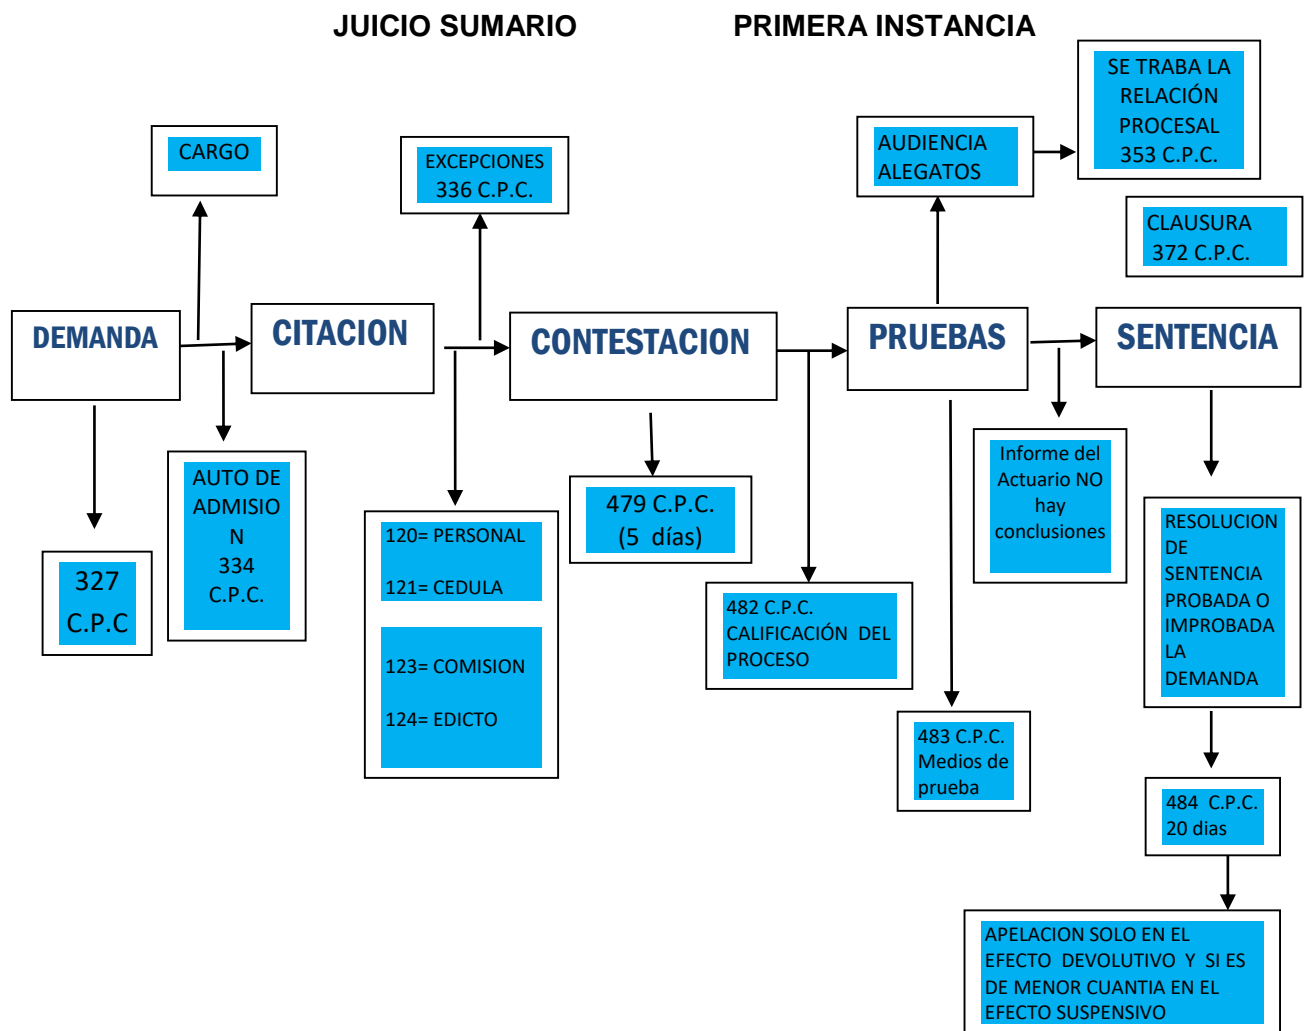 JUICIO SUMARIO PRIMERA INSTANCIA
CARGO
EXCEPCIONES
336 C.P.C.
AUDIENCIA
ALEGATOS
SE TRABA LA
RELACIÓN
PROCESAL
353 C.P.C.
CLAUSURA
372 C.P.C.
DEMANDA
CITACION
CONTESTACION
PRUEBAS
SENTENCIA
327
C.P.C
AUTO DE
ADMISIO
N
334
C.P.C.
120= PERSONAL
121= CEDULA
123= COMISION
124= EDICTO
479 C.P.C.
(5 días)
482 C.P.C.
CALIFICACIÓN DEL
PROCESO
483 C.P.C.
Medios de
prueba
Informe del
Actuario NO
hay
conclusiones
RESOLUCION
DE
SENTENCIA
PROBADA O
IMPROBADA
LA
DEMANDA
484 C.P.C.
20 dias
APELACION SOLO EN EL
EFECTO DEVOLUTIVO Y SI ES
DE MENOR CUANTIA EN EL
EFECTO SUSPENSIVO